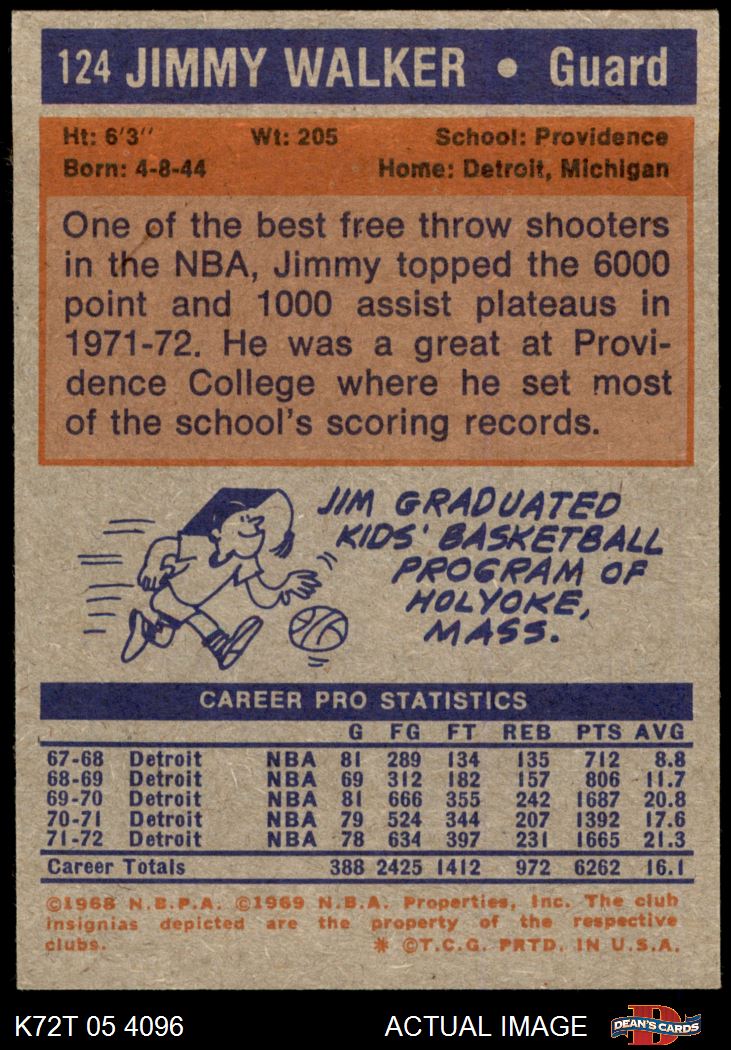 124 JIMMY WALKER • Guard
Ht: 6'3" Wt: 205 School: Providence
Born: 4-8-44 Home: Detroit, Michigan
One of the best free throw shooters
in the NBA, Jimmy topped the 6000
point and 1000 assist plateaus in
1971-72. He was a great at Provi-
dence College where he set most
of the school's scoring records.
JIM GRADUATED
KIDS' BASKETBALL
PROGRAM OF
HOLYOKE,
MASS.
CAREER PRO STATISTICS
G FG FT REB PTS AVG
67-68 Detroit NBA 81 289 134 135 712 8.8
68-69 Detroit NBA 69 312 182 157 806 11.7
69-70 Detroit NBA 81 666 355 242 1687 20.8
70-71 Detroit NBA 79 524 344 207 1392 17.6
71-72 Detroit NBA 78 634 397 231 1665 21.3
Career Totals 388 2425 1412 972 6262 16.1
©1968 N.B.P.A. ©1969 N.B.A. Properties, Inc. The club
insignias depicted are the property of the respective
clubs. * ©T.C.G. PRTD. IN U.S.A.
K72T 05 4096 ACTUAL IMAGE D DEAN'S CARDS